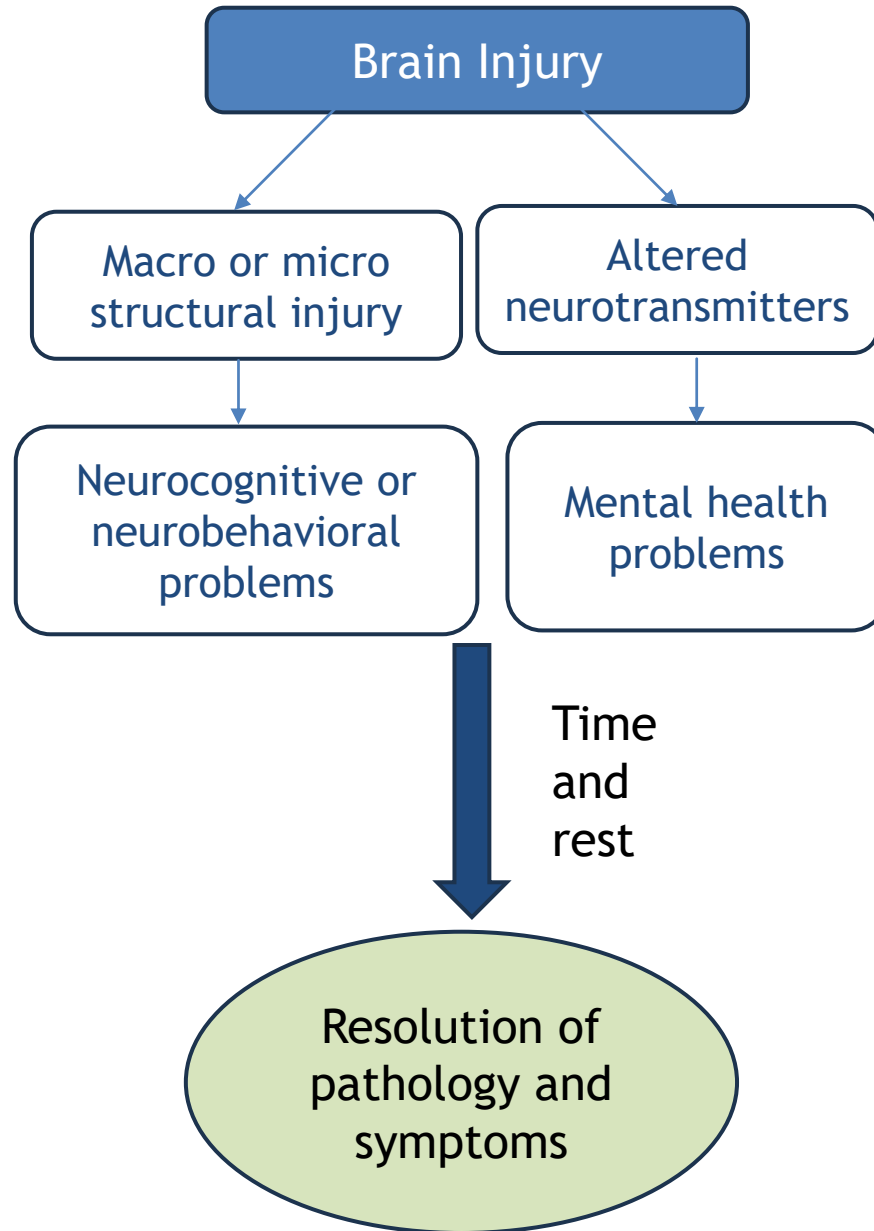 Brain Injury
Macro or micro
structural injury
Altered
neurotransmitters
Neurocognitive or
neurobehavioral
problems
Mental health
problems
Time
and
rest
Resolution of
pathology and
symptoms